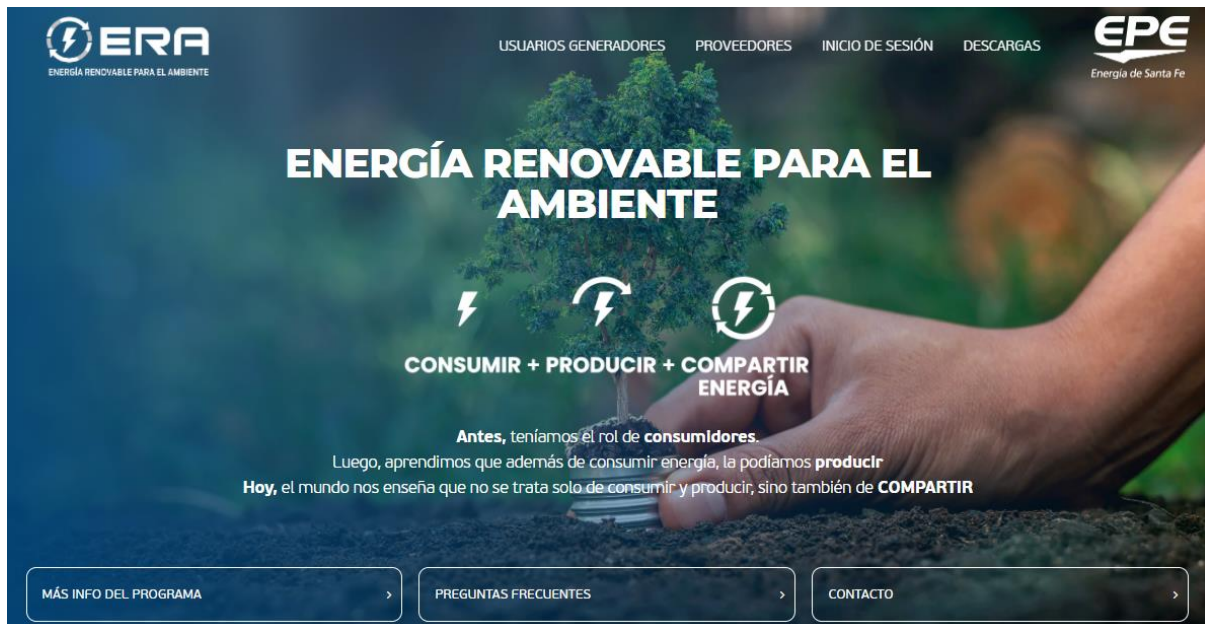 ERA
ENERGÍA RENOVABLE PARA EL AMBIENTE
USUARIOS GENERADORES
PROVEEDORES
INICIO DE SESIÓN
DESCARGAS
EPE
Energía de Santa Fe
ENERGÍA RENOVABLE PARA EL
AMBIENTE
CONSUMIR + PRODUCIR + COMPARTIR
ENERGÍA
Antes, teníamos el rol de consumidores.
Luego, aprendimos que además de consumir energía, la podíamos producir
Hoy, el mundo nos enseña que no se trata solo de consumir y producir, sino también de COMPARTIR
MÁS INFO DEL PROGRAMA
PREGUNTAS FRECUENTES
CONTACTO